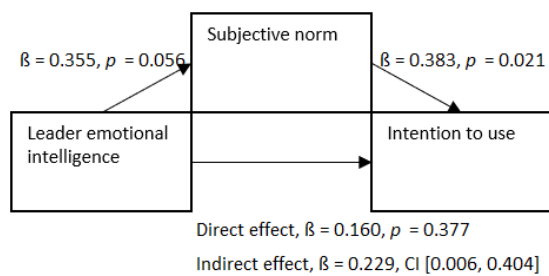 Subjective norm
ß = 0.355, p = 0.056
ß = 0.383, p = 0.021
Leader emotional
intelligence
Intention to use
Direct effect, ß = 0.160, p = 0.377
Indirect effect, ß = 0.229, CI [0.006, 0.404]